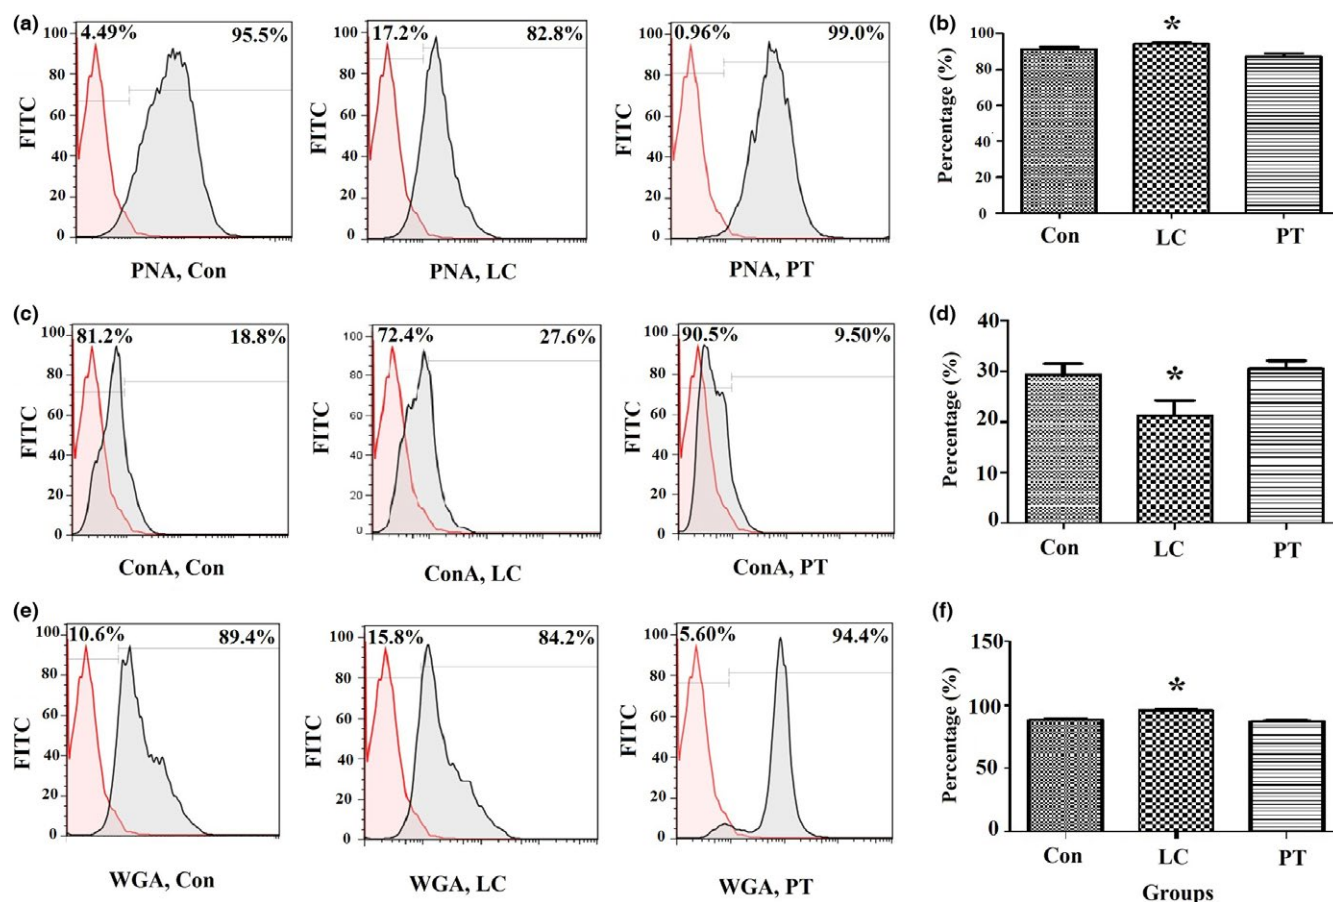 (a)
4.49% 95.5%
100
80
60
40
20
0
FITC
PNA, Con
17.2% 82.8%
100
80
60
40
20
0
FITC
PNA, LC
0.96% 99.0%
100
80
60
40
20
0
FITC
PNA, PT
(b)
*
100
80
60
40
20
0
Percentage (%)
Con LC PT
(c)
81.2% 18.8%
100
80
60
40
20
0
FITC
ConA, Con
72.4% 27.6%
100
80
60
40
20
0
FITC
ConA, LC
90.5% 9.50%
100
80
60
40
20
0
FITC
ConA, PT
(d)
*
40
30
20
10
0
Percentage (%)
Con LC PT
(e)
10.6% 89.4%
100
80
60
40
20
0
FITC
WGA, Con
15.8% 84.2%
100
80
60
40
20
0
FITC
WGA, LC
5.60% 94.4%
100
80
60
40
20
0
FITC
WGA, PT
(f)
*
150
100
50
0
Percentage (%)
Con LC PT
Groups